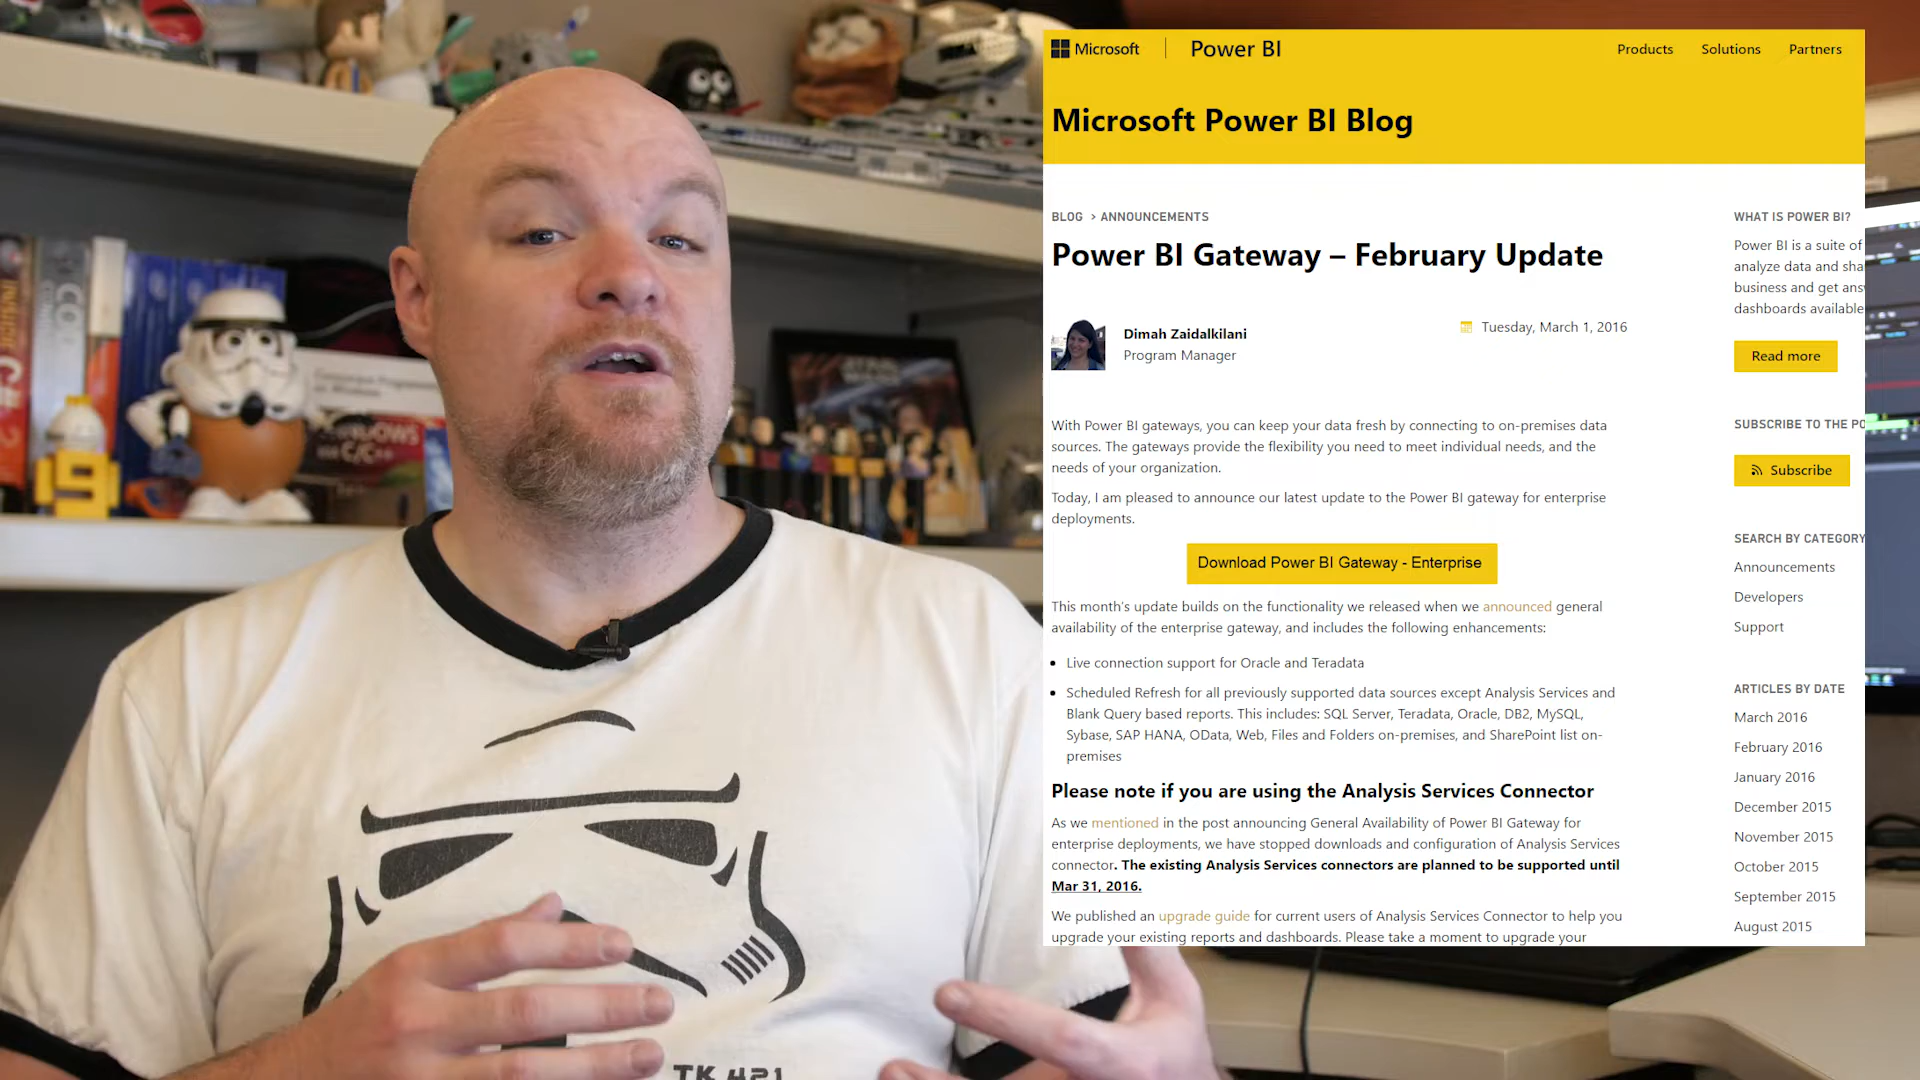 Microsoft
Power BI
Products
Solutions
Partners
Microsoft Power BI Blog
BLOG > ANNOUNCEMENTS
Power BI Gateway – February Update
Dimah Zaidalkilani
Program Manager
Tuesday, March 1, 2016
With Power BI gateways, you can keep your data fresh by connecting to on-premises data
sources. The gateways provide the flexibility you need to meet individual needs, and the
needs of your organization.
Today, I am pleased to announce our latest update to the Power BI gateway for enterprise
deployments.
Download Power BI Gateway - Enterprise
This month's update builds on the functionality we released when we announced general
availability of the enterprise gateway, and includes the following enhancements:
• Live connection support for Oracle and Teradata
• Scheduled Refresh for all previously supported data sources except Analysis Services and
Blank Query based reports. This includes: SQL Server, Teradata, Oracle, DB2, MySQL,
Sybase, SAP HANA, OData, Web, Files and Folders on-premises, and SharePoint list on-
premises
Please note if you are using the Analysis Services Connector
As we mentioned in the post announcing General Availability of Power BI Gateway for
enterprise deployments, we have stopped downloads and configuration of Analysis Services
connector. The existing Analysis Services connectors are planned to be supported until
Mar 31, 2016.
We published an upgrade guide for current users of Analysis Services Connector to help you
upgrade your existing reports and dashboards. Please take a moment to upgrade your
WHAT IS POWER BI?
Power BI is a suite of
analyze data and sha
business and get ans
dashboards available
Read more
SUBSCRIBE TO THE PO
Subscribe
SEARCH BY CATEGORY
Announcements
Developers
Support
ARTICLES BY DATE
March 2016
February 2016
January 2016
December 2015
November 2015
October 2015
September 2015
August 2015
TK 421
9
WINDOWS
C/C++